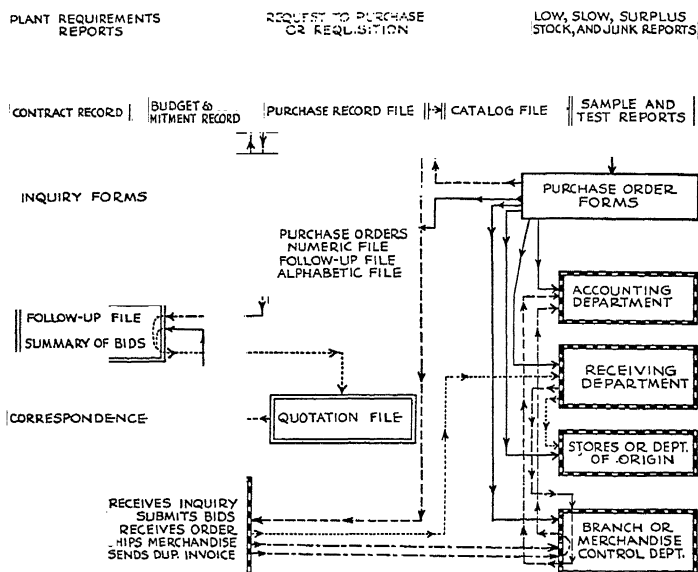 PLANT REQUIREMENTS
REPORTS
REQUEST TO PURCHASE
OR REQUISITION
LOW, SLOW, SURPLUS
STOCK, AND JUNK REPORTS
CONTRACT RECORD
BUDGET &
MITMENT RECORD
PURCHASE RECORD FILE
CATALOG FILE
SAMPLE AND
TEST REPORTS
INQUIRY FORMS
PURCHASE ORDER
FORMS
PURCHASE ORDERS
NUMERIC FILE
FOLLOW-UP FILE
ALPHABETIC FILE
ACCOUNTING
DEPARTMENT
FOLLOW-UP FILE
SUMMARY OF BIDS
RECEIVING
DEPARTMENT
CORRESPONDENCE
QUOTATION FILE
STORES OR DEPT.
OF ORIGIN
RECEIVES INQUIRY
SUBMITS BIDS
RECEIVES ORDER
HIPS MERCHANDISE
SENDS DUP. INVOICE
BRANCH OR
MERCHANDISE
CONTROL DEPT.